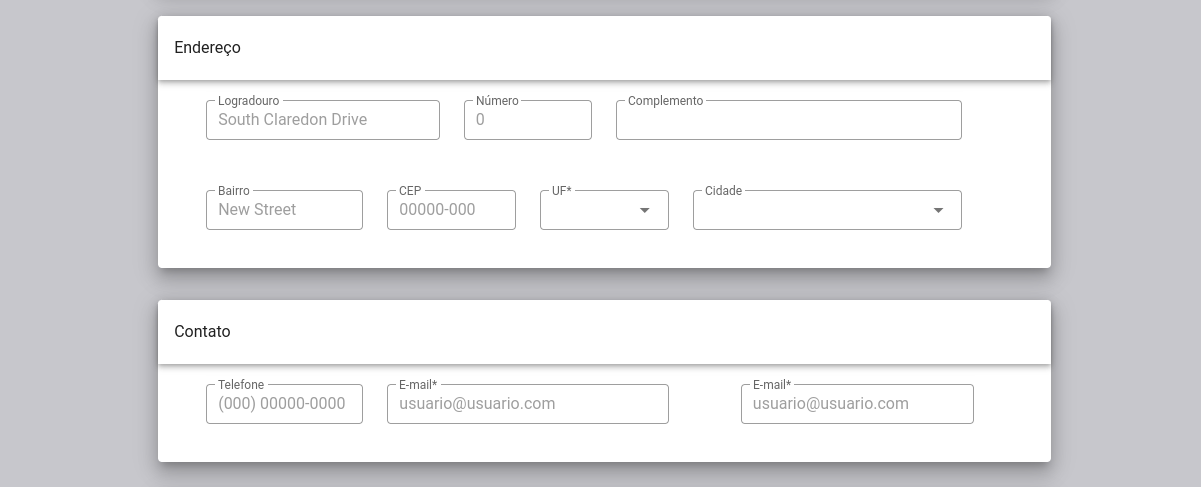 Endereço
Logradouro Número Complemento
South Claredon Drive 0
Bairro CEP UF* Cidade
New Street 00000-000
Contato
Telefone E-mail* E-mail*
(000) 00000-0000 usuario@usuario.com usuario@usuario.com